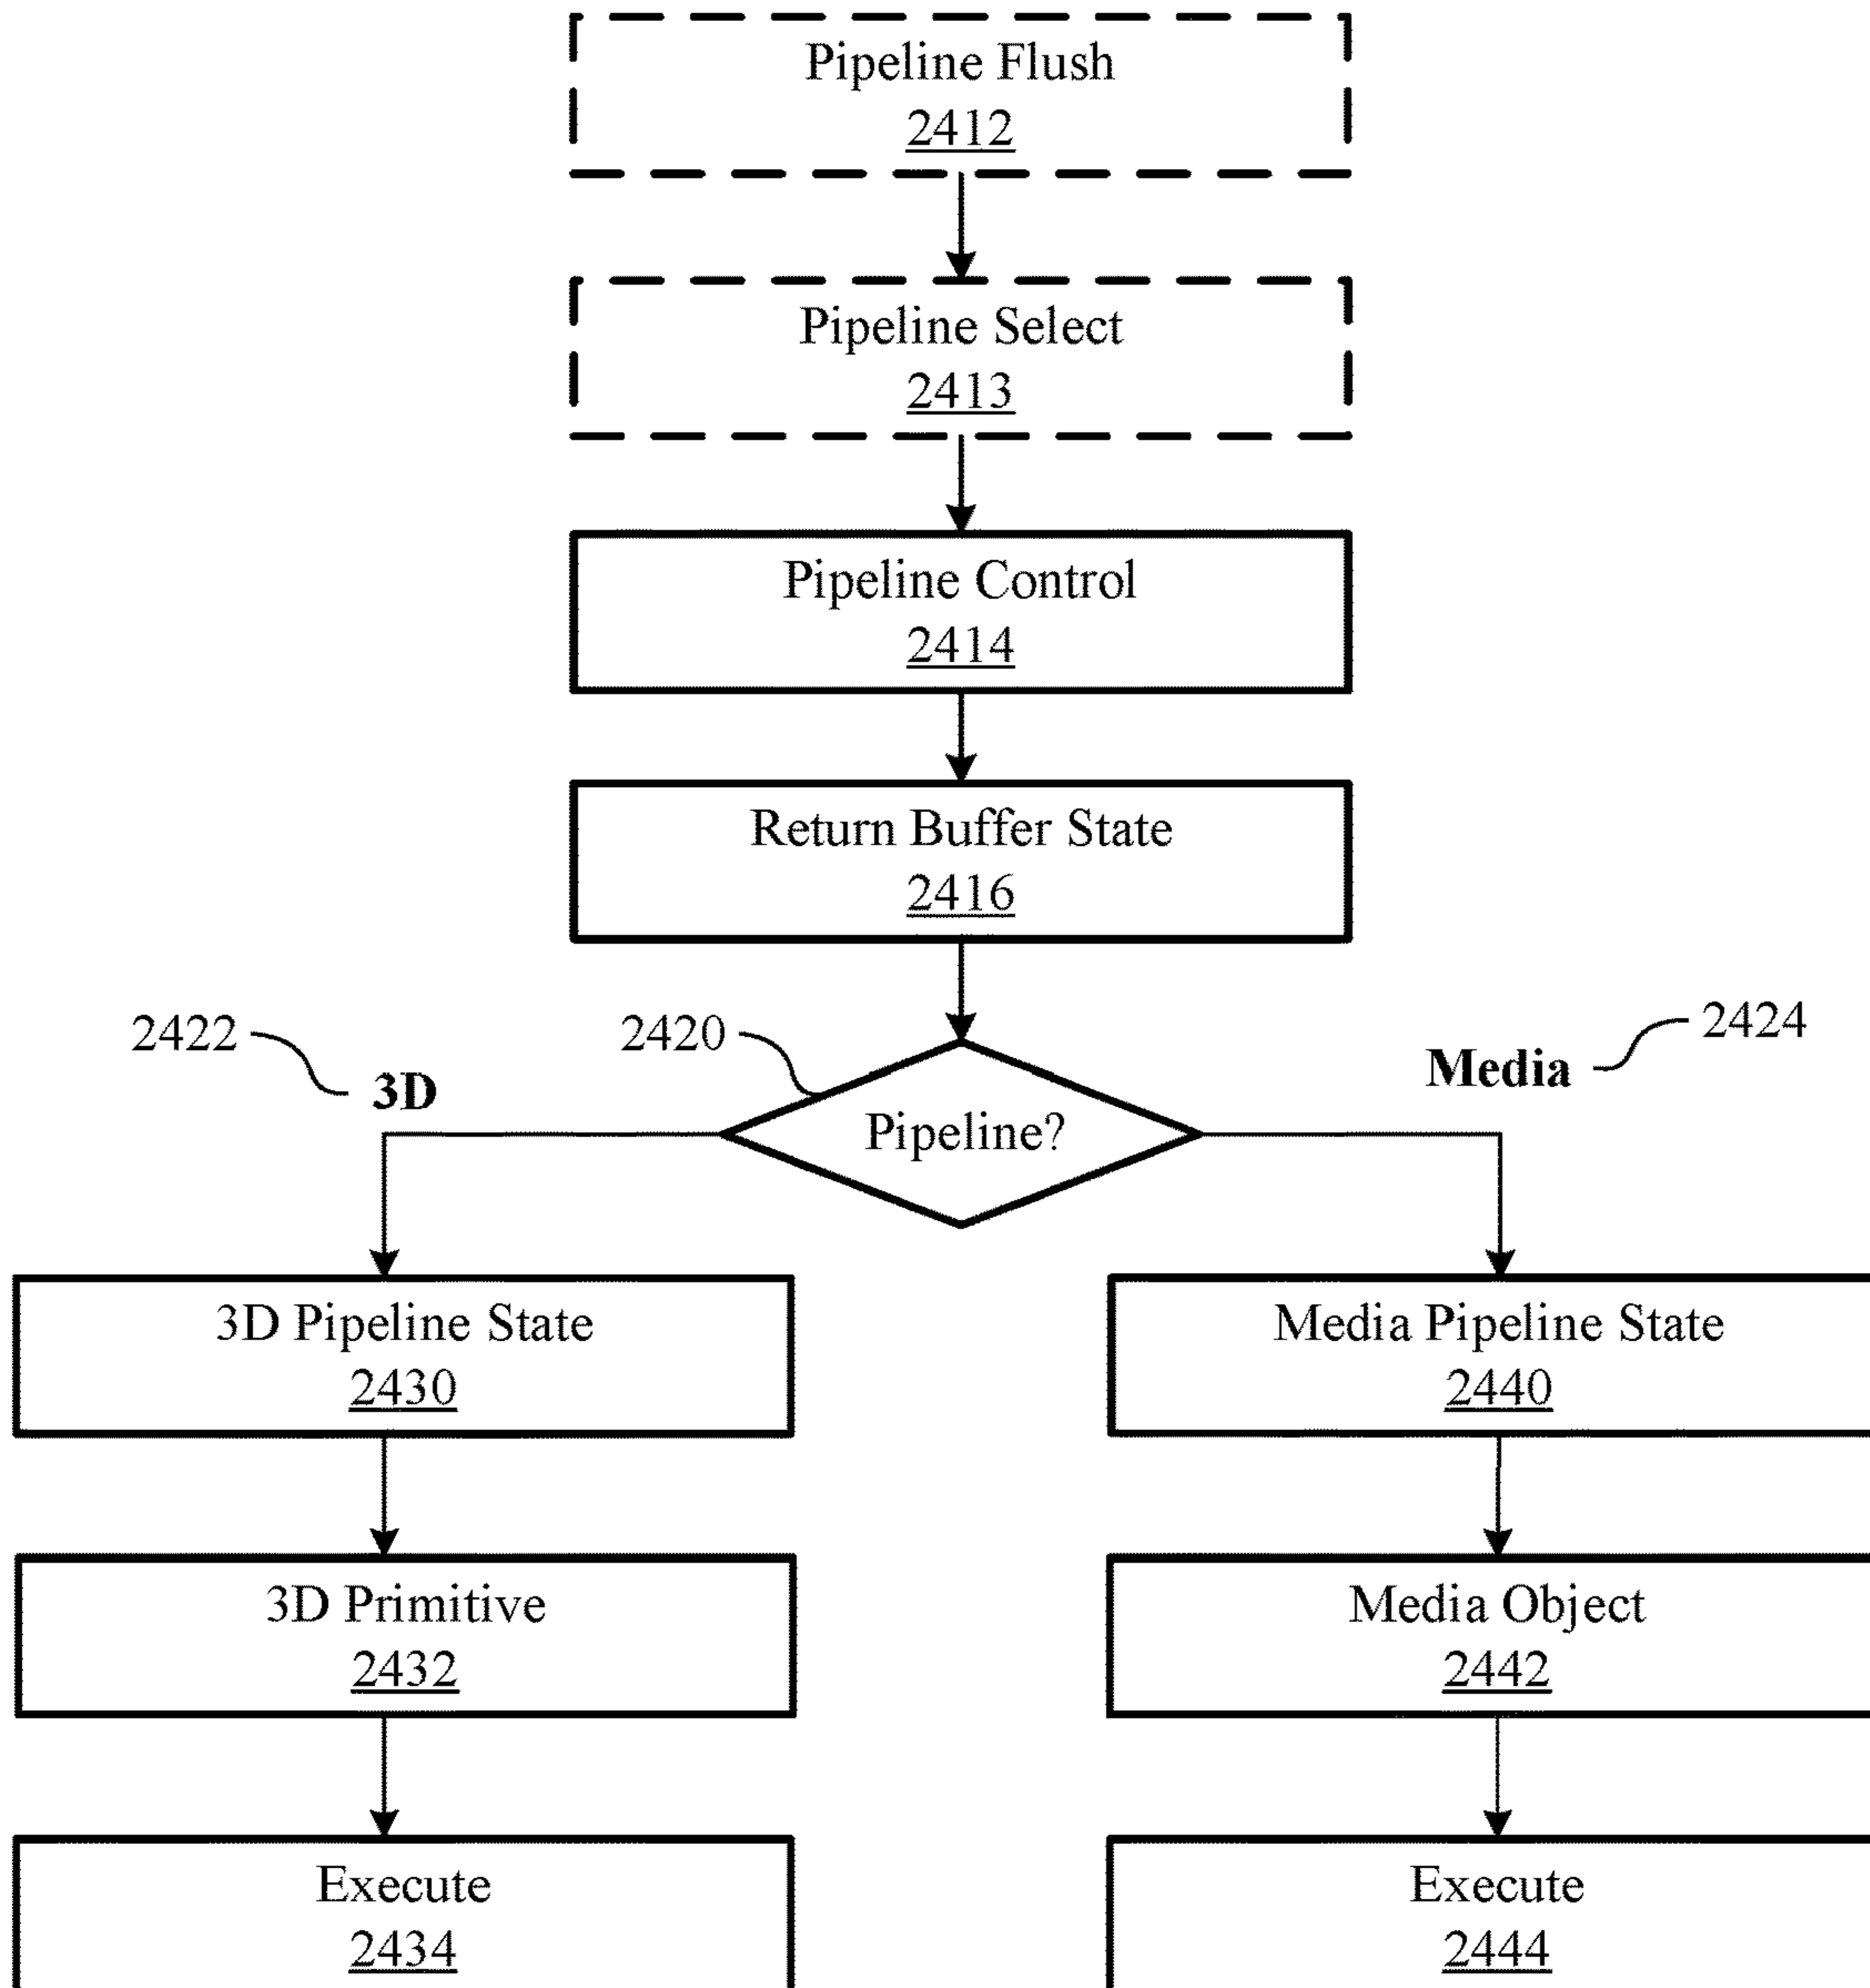 Pipeline Flush
2412
Pipeline Select
2413
Pipeline Control
2414
Return Buffer State
2416
2422
2420
2424
3D
Media
Pipeline?
3D Pipeline State
2430
Media Pipeline State
2440
3D Primitive
2432
Media Object
2442
Execute
2434
Execute
2444